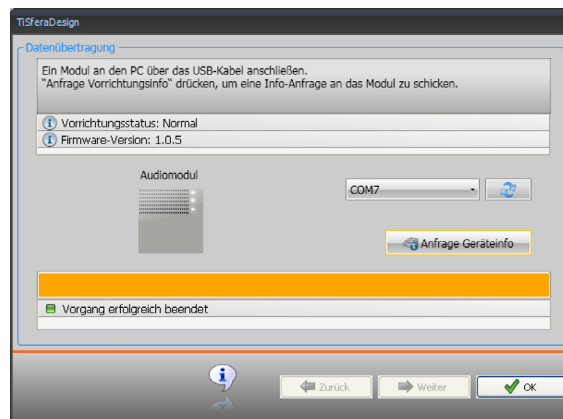 TiSferaDesign
Datenübertragung
Ein Modul an den PC über das USB-Kabel anschließen.
"Anfrage Vorrichtungsinfo" drücken, um eine Info-Anfrage an das Modul zu schicken.
Vorrichtungsstatus: Normal
Firmware-Version: 1.0.5
Audiomodul
COM7
Anfrage Geräteinfo
Vorgang erfolgreich beendet
Zurück
Weiter
OK